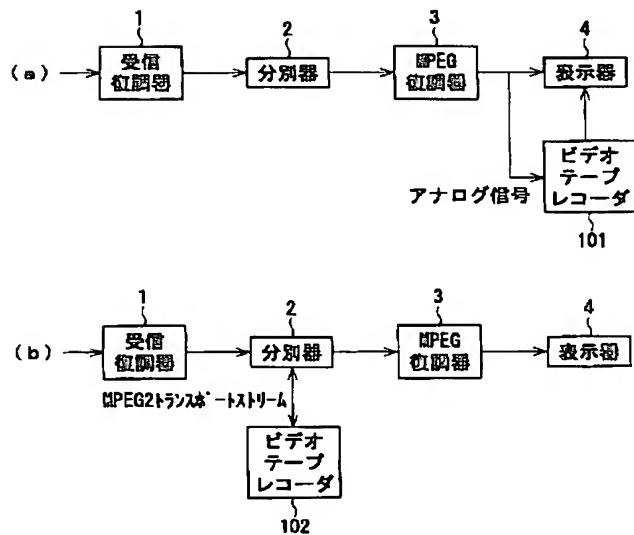 1
2
3
4
(a)
受信
復調器
分別器
MPEG
復調器
表示器
アナログ信号
ビデオ
テープ
レコーダ
101
1
2
3
4
(b)
受信
復調器
分別器
MPEG
復調器
表示器
MPEG2トランスポートストリーム
ビデオ
テープ
レコーダ
102